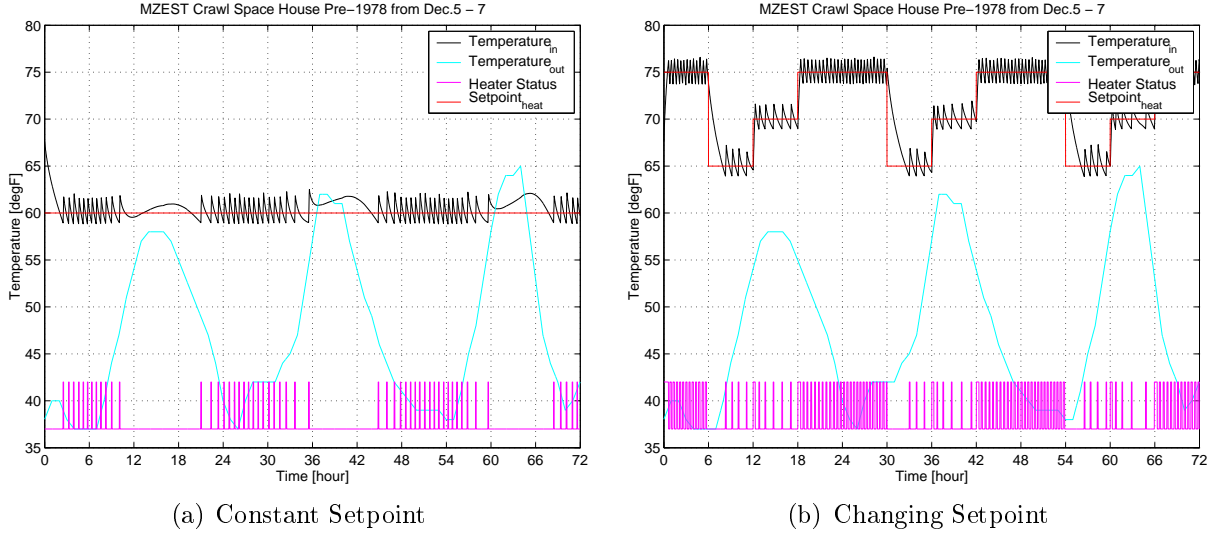 MZEST Crawl Space House Pre−1978 from Dec.5 − 7
80
75
70
65
60
55
50
45
40
35
Temperature [degF]
0 6 12 18 24 30 36 42 48 54 60 66 72
Time [hour]
Temperature_in
Temperature_out
Heater Status
Setpoint_heat
(a) Constant Setpoint
MZEST Crawl Space House Pre−1978 from Dec.5 − 7
80
75
70
65
60
55
50
45
40
35
Temperature [degF]
0 6 12 18 24 30 36 42 48 54 60 66 72
Time [hour]
Temperature_in
Temperature_out
Heater Status
Setpoint_heat
(b) Changing Setpoint